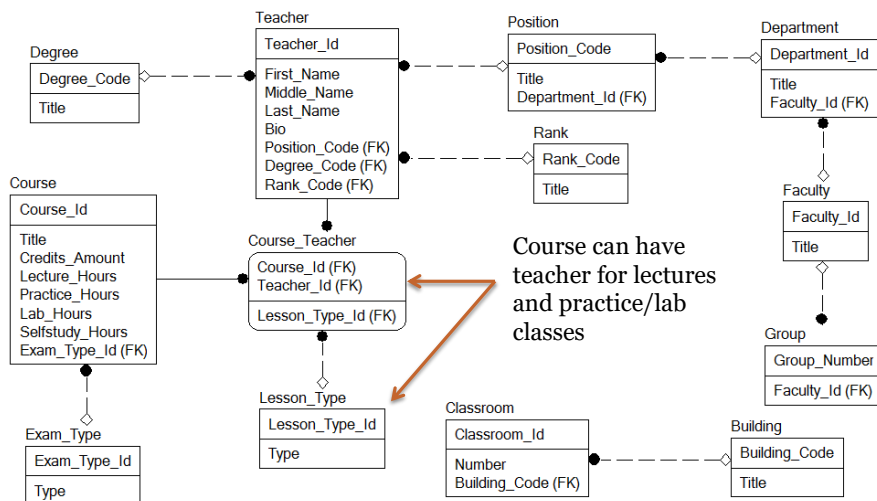 Teacher
Teacher_Id
First_Name
Middle_Name
Last_Name
Bio
Position_Code (FK)
Degree_Code (FK)
Rank_Code (FK)
Position
Position_Code
Title
Department_Id (FK)
Department
Department_Id
Title
Faculty_Id (FK)
Degree
Degree_Code
Title
Rank
Rank_Code
Title
Course
Course_Id
Title
Credits_Amount
Lecture_Hours
Practice_Hours
Lab_Hours
Selfstudy_Hours
Exam_Type_Id (FK)
Course_Teacher
Course_Id (FK)
Teacher_Id (FK)
Lesson_Type_Id (FK)
Course can have
teacher for lectures
and practice/lab
classes
Faculty
Faculty_Id
Title
Group
Group_Number
Faculty_Id (FK)
Lesson_Type
Lesson_Type_Id
Type
Classroom
Classroom_Id
Number
Building_Code (FK)
Building
Building_Code
Title
Exam_Type
Exam_Type_Id
Type